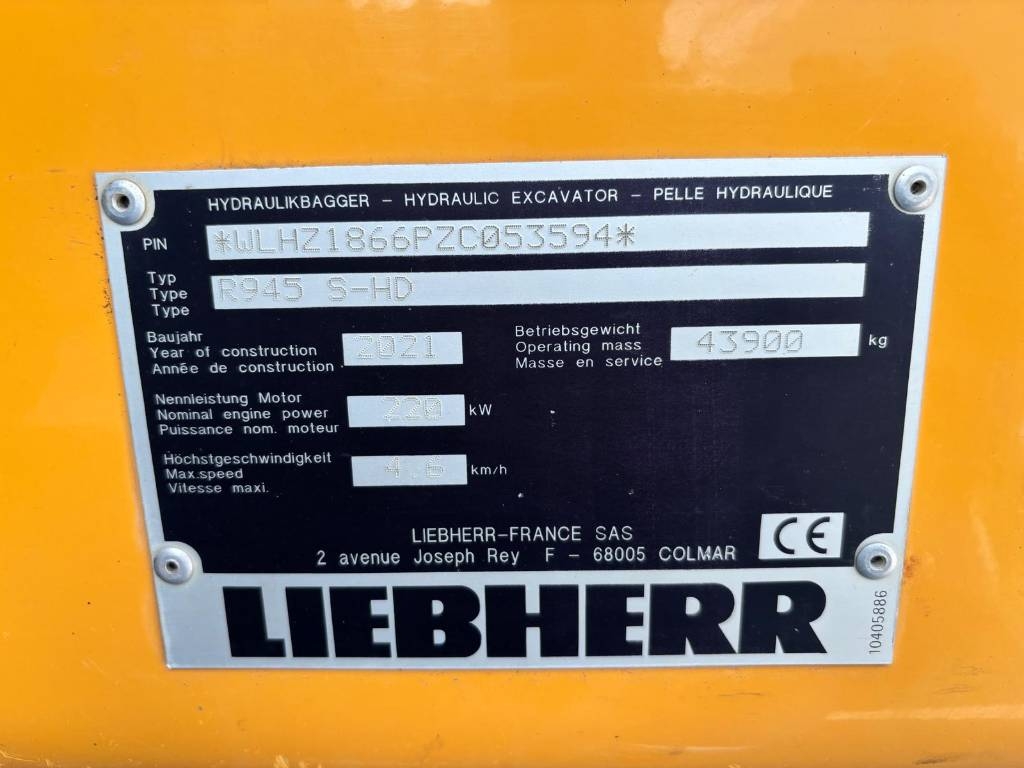 HYDRAULIKBAGGER - HYDRAULIC EXCAVATOR - PELLE HYDRAULIQUE
PIN *WLHZ1866PZC053594*
Typ
Type R945 S-HD
Type
Baujahr
Year of construction 2021
Année de construction
Betriebsgewicht
Operating mass 43900 kg
Masse en service
Nennleistung Motor
Nominal engine power 220 kW
Puissance nom. moteur
Höchstgeschwindigkeit
Max.speed 4.6 km/h
Vitesse maxi.
LIEBHERR-FRANCE SAS
2 avenue Joseph Rey F - 68005 COLMAR
CE
LIEBHERR
10405886